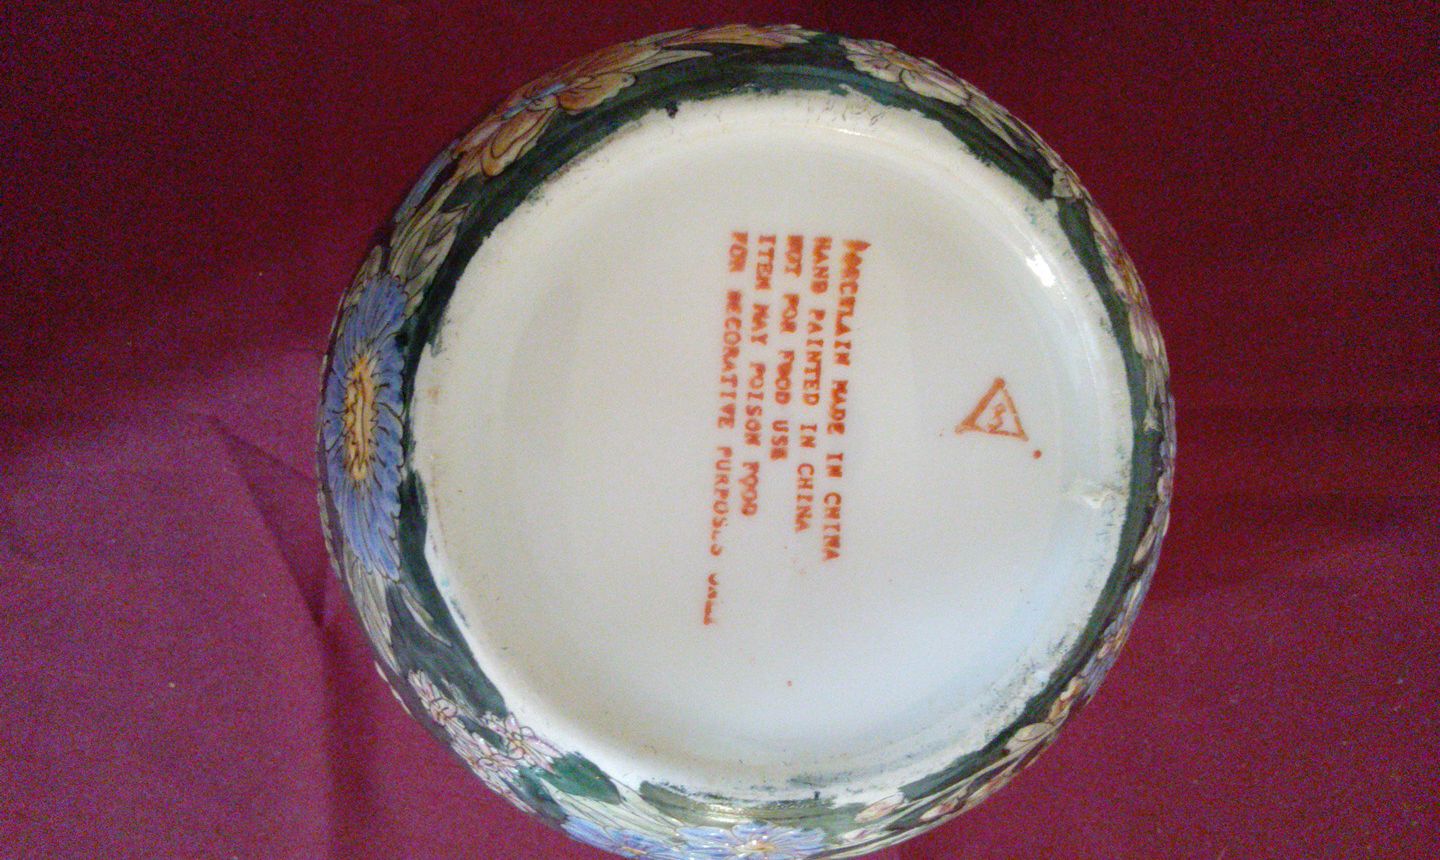 PORCELAIN MADE IN CHINA
HAND PAINTED IN CHINA
NOT FOR FOOD USE
ITEM MAY POISON FOOD
FOR DECORATIVE PURPOSES ONLY